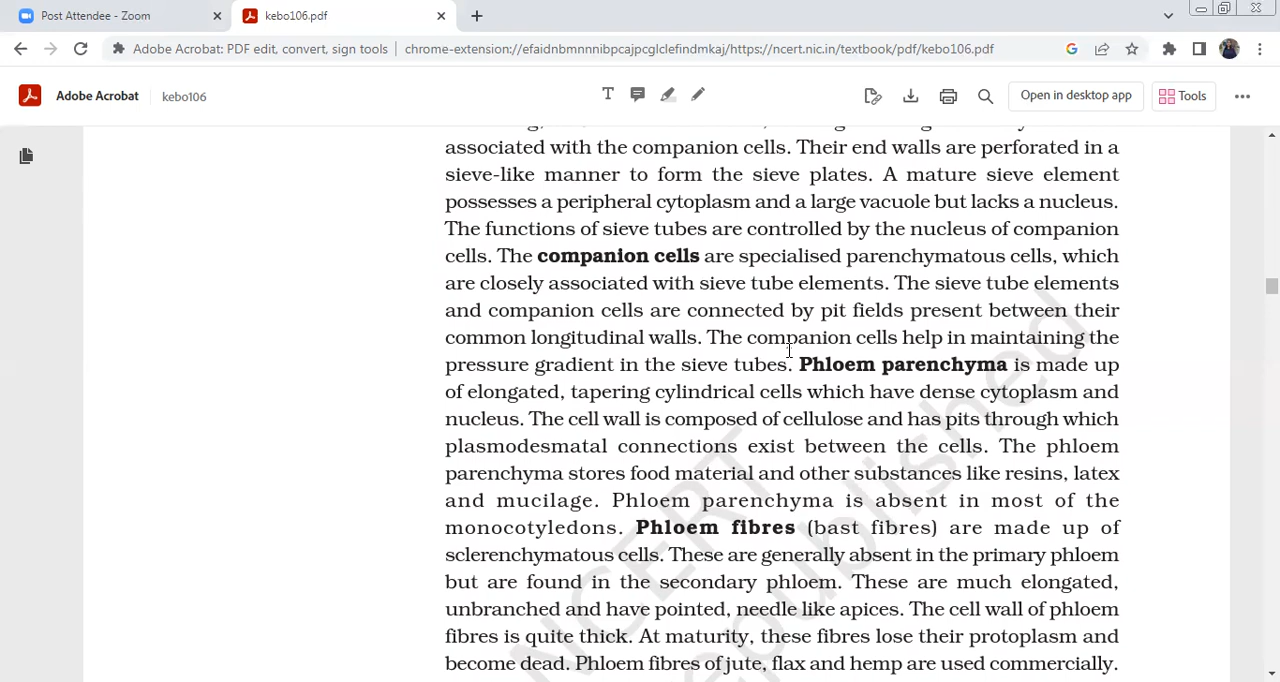 Post Attendee - Zoom
kebo106.pdf
Adobe Acrobat: PDF edit, convert, sign tools
chrome-extension://efaidnbmnnnibpcajpcglclefindmkaj/https://ncert.nic.in/textbook/pdf/kebo106.pdf
Adobe Acrobat
kebo106
Open in desktop app
Tools
associated with the companion cells. Their end walls are perforated in a
sieve-like manner to form the sieve plates. A mature sieve element
possesses a peripheral cytoplasm and a large vacuole but lacks a nucleus.
The functions of sieve tubes are controlled by the nucleus of companion
cells. The companion cells are specialised parenchymatous cells, which
are closely associated with sieve tube elements. The sieve tube elements
and companion cells are connected by pit fields present between their
common longitudinal walls. The companion cells help in maintaining the
pressure gradient in the sieve tubes. Phloem parenchyma is made up
of elongated, tapering cylindrical cells which have dense cytoplasm and
nucleus. The cell wall is composed of cellulose and has pits through which
plasmodesmatal connections exist between the cells. The phloem
parenchyma stores food material and other substances like resins, latex
and mucilage. Phloem parenchyma is absent in most of the
monocotyledons. Phloem fibres (bast fibres) are made up of
sclerenchymatous cells. These are generally absent in the primary phloem
but are found in the secondary phloem. These are much elongated,
unbranched and have pointed, needle like apices. The cell wall of phloem
fibres is quite thick. At maturity, these fibres lose their protoplasm and
become dead. Phloem fibres of jute, flax and hemp are used commercially.
NCERT
republished